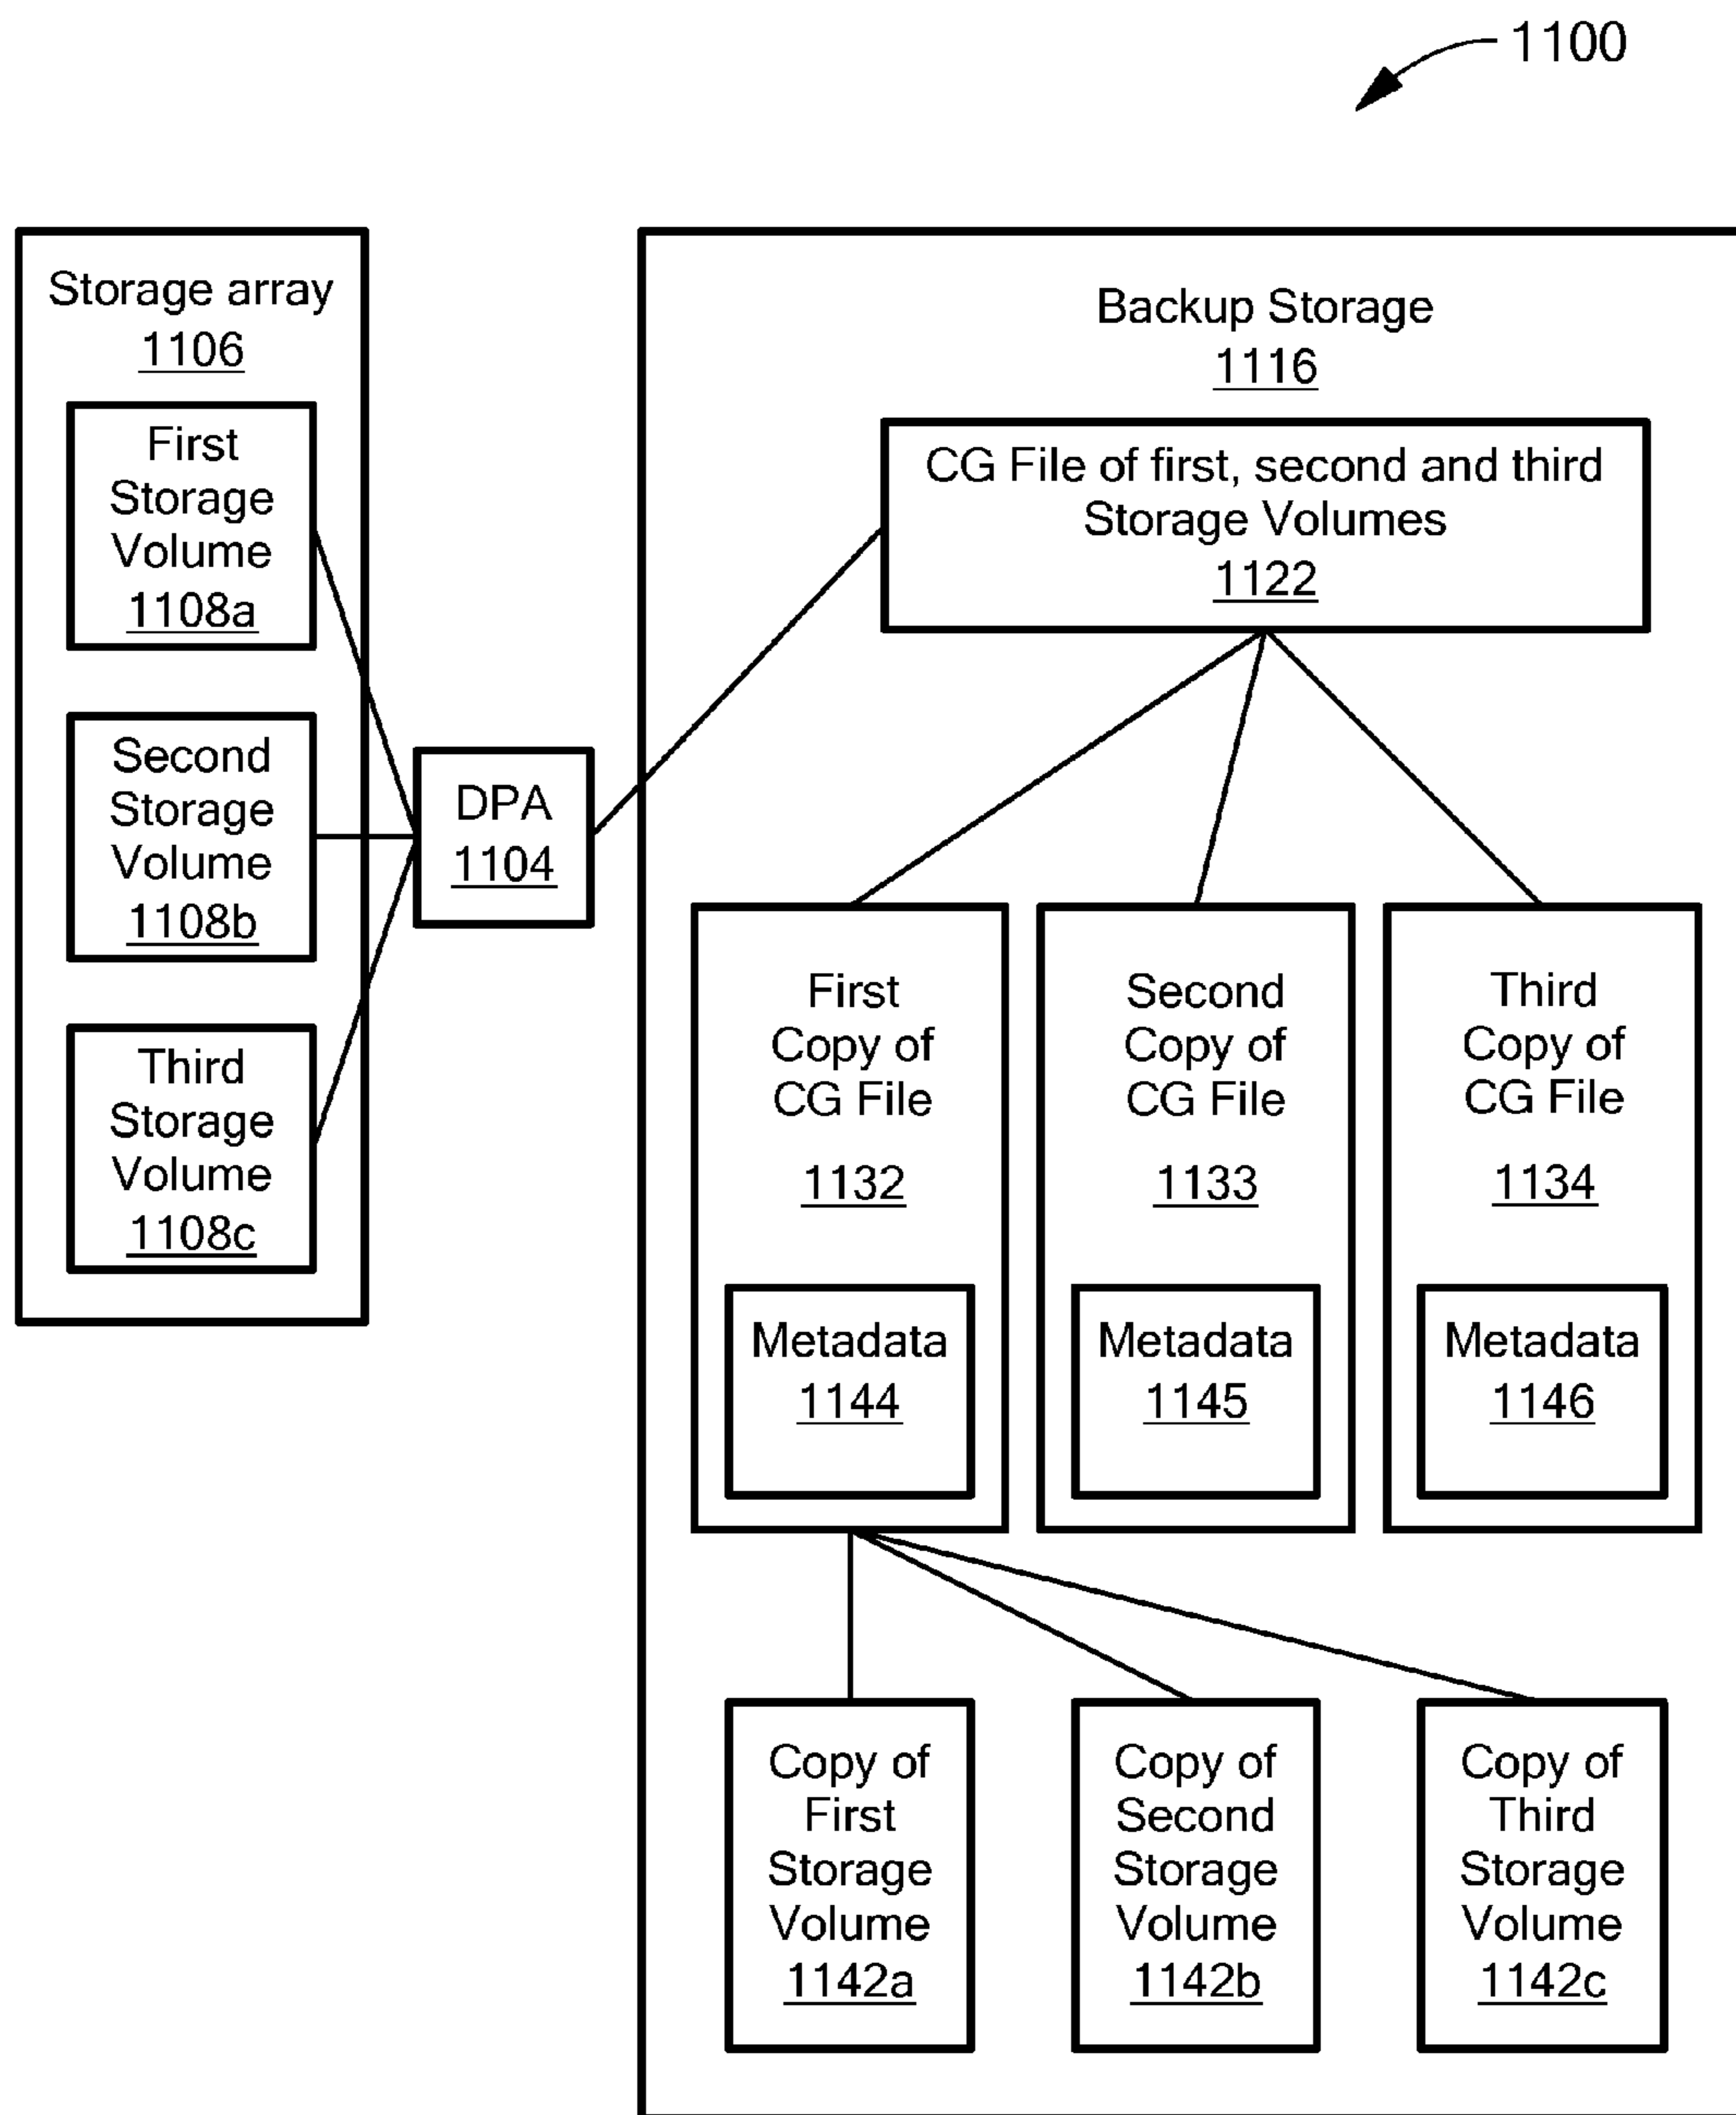 1100
Storage array
1106
First
Storage
Volume
1108a
Second
Storage
Volume
1108b
Third
Storage
Volume
1108c
DPA
1104
Backup Storage
1116
CG File of first, second and third
Storage Volumes
1122
First
Copy of
CG File
1132
Metadata
1144
Second
Copy of
CG File
1133
Metadata
1145
Third
Copy of
CG File
1134
Metadata
1146
Copy of
First
Storage
Volume
1142a
Copy of
Second
Storage
Volume
1142b
Copy of
Third
Storage
Volume
1142c